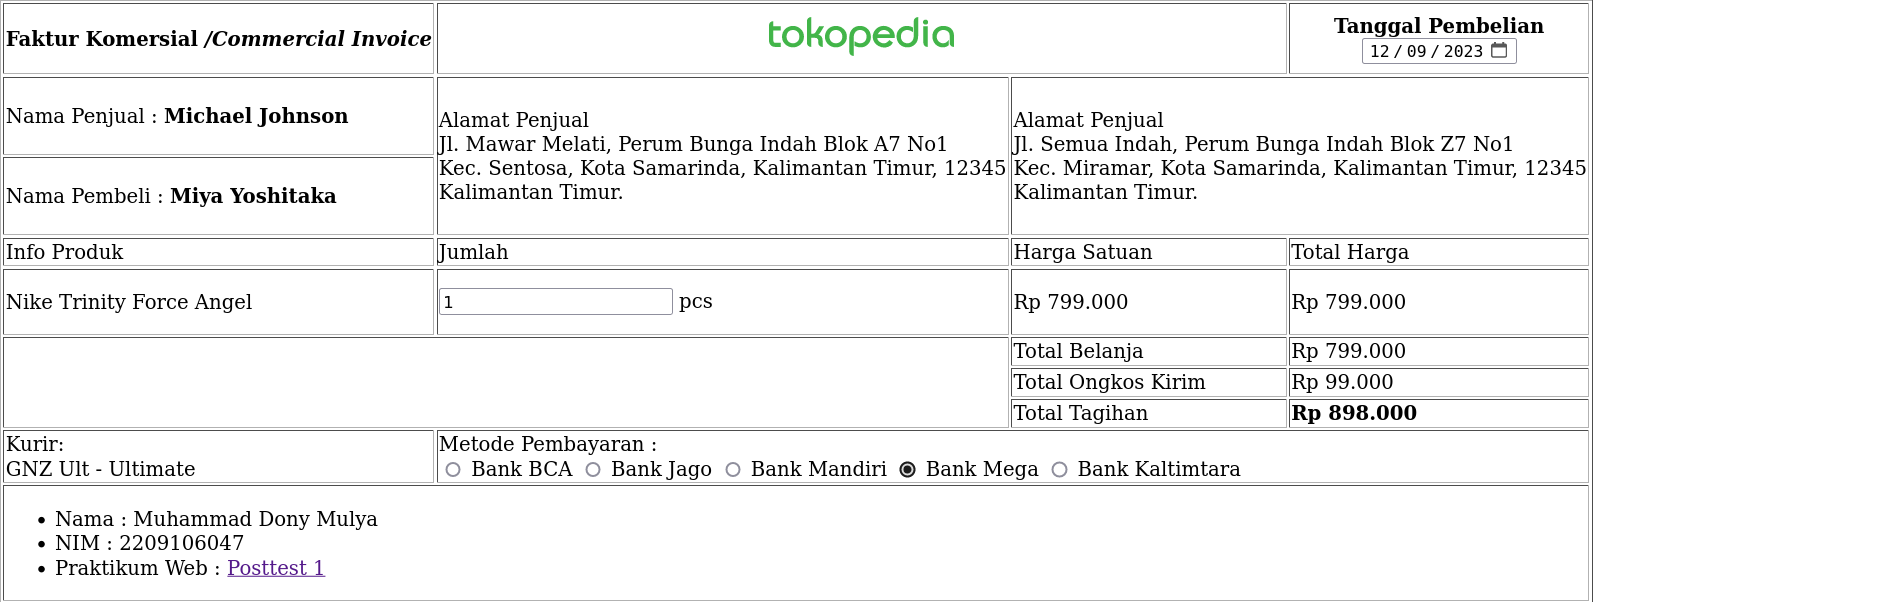 Faktur Komersial /Commercial Invoice
tokopedia
Tanggal Pembelian
12/09/2023
Nama Penjual : Michael Johnson
Nama Pembeli : Miya Yoshitaka
Alamat Penjual
Jl. Mawar Melati, Perum Bunga Indah Blok A7 No1
Kec. Sentosa, Kota Samarinda, Kalimantan Timur, 12345
Kalimantan Timur.
Alamat Penjual
Jl. Semua Indah, Perum Bunga Indah Blok Z7 No1
Kec. Miramar, Kota Samarinda, Kalimantan Timur, 12345
Kalimantan Timur.
Info Produk Jumlah Harga Satuan Total Harga
Nike Trinity Force Angel 1 pcs Rp 799.000 Rp 799.000
Total Belanja Rp 799.000
Total Ongkos Kirim Rp 99.000
Total Tagihan Rp 898.000
Kurir:
GNZ Ult - Ultimate
Metode Pembayaran :
Bank BCA Bank Jago Bank Mandiri Bank Mega Bank Kaltimtara
• Nama : Muhammad Dony Mulya
• NIM : 2209106047
• Praktikum Web : Posttest 1